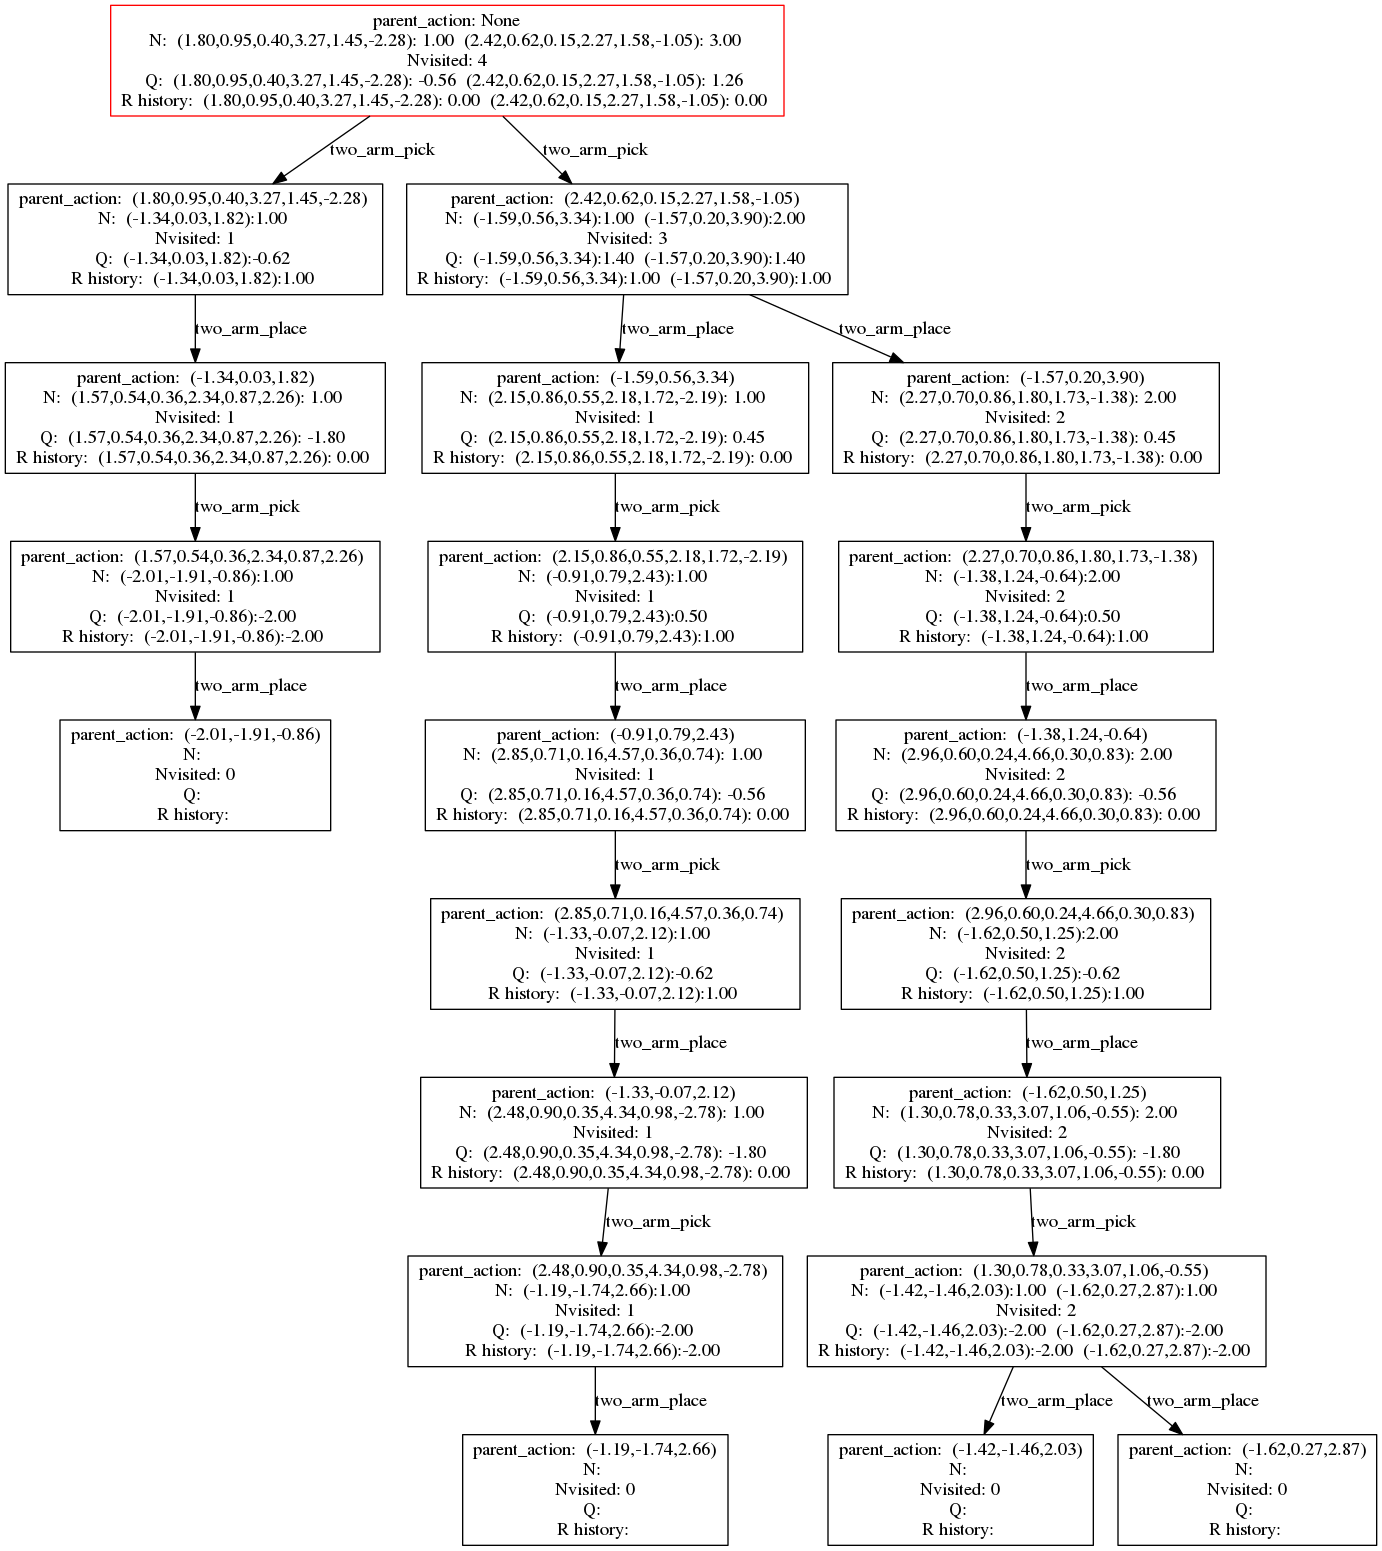 parent_action: None
N: (1.80,0.95,0.40,3.27,1.45,-2.28): 1.00 (2.42,0.62,0.15,2.27,1.58,-1.05): 3.00
Nvisited: 4
Q: (1.80,0.95,0.40,3.27,1.45,-2.28): -0.56 (2.42,0.62,0.15,2.27,1.58,-1.05): 1.26
R history: (1.80,0.95,0.40,3.27,1.45,-2.28): 0.00 (2.42,0.62,0.15,2.27,1.58,-1.05): 0.00
two_arm_pick
two_arm_pick
parent_action: (1.80,0.95,0.40,3.27,1.45,-2.28)
N: (-1.34,0.03,1.82):1.00
Nvisited: 1
Q: (-1.34,0.03,1.82):-0.62
R history: (-1.34,0.03,1.82):1.00
parent_action: (2.42,0.62,0.15,2.27,1.58,-1.05)
N: (-1.59,0.56,3.34):1.00 (-1.57,0.20,3.90):2.00
Nvisited: 3
Q: (-1.59,0.56,3.34):1.40 (-1.57,0.20,3.90):1.40
R history: (-1.59,0.56,3.34):1.00 (-1.57,0.20,3.90):1.00
two_arm_place
two_arm_place
two_arm_place
parent_action: (-1.34,0.03,1.82)
N: (1.57,0.54,0.36,2.34,0.87,2.26): 1.00
Nvisited: 1
Q: (1.57,0.54,0.36,2.34,0.87,2.26): -1.80
R history: (1.57,0.54,0.36,2.34,0.87,2.26): 0.00
parent_action: (-1.59,0.56,3.34)
N: (2.15,0.86,0.55,2.18,1.72,-2.19): 1.00
Nvisited: 1
Q: (2.15,0.86,0.55,2.18,1.72,-2.19): 0.45
R history: (2.15,0.86,0.55,2.18,1.72,-2.19): 0.00
parent_action: (-1.57,0.20,3.90)
N: (2.27,0.70,0.86,1.80,1.73,-1.38): 2.00
Nvisited: 2
Q: (2.27,0.70,0.86,1.80,1.73,-1.38): 0.45
R history: (2.27,0.70,0.86,1.80,1.73,-1.38): 0.00
two_arm_pick
two_arm_pick
two_arm_pick
parent_action: (1.57,0.54,0.36,2.34,0.87,2.26)
N: (-2.01,-1.91,-0.86):1.00
Nvisited: 1
Q: (-2.01,-1.91,-0.86):-2.00
R history: (-2.01,-1.91,-0.86):-2.00
parent_action: (2.15,0.86,0.55,2.18,1.72,-2.19)
N: (-0.91,0.79,2.43):1.00
Nvisited: 1
Q: (-0.91,0.79,2.43):0.50
R history: (-0.91,0.79,2.43):1.00
parent_action: (2.27,0.70,0.86,1.80,1.73,-1.38)
N: (-1.38,1.24,-0.64):2.00
Nvisited: 2
Q: (-1.38,1.24,-0.64):0.50
R history: (-1.38,1.24,-0.64):1.00
two_arm_place
two_arm_place
two_arm_place
parent_action: (-2.01,-1.91,-0.86)
N:
Nvisited: 0
Q:
R history:
parent_action: (-0.91,0.79,2.43)
N: (2.85,0.71,0.16,4.57,0.36,0.74): 1.00
Nvisited: 1
Q: (2.85,0.71,0.16,4.57,0.36,0.74): -0.56
R history: (2.85,0.71,0.16,4.57,0.36,0.74): 0.00
parent_action: (-1.38,1.24,-0.64)
N: (2.96,0.60,0.24,4.66,0.30,0.83): 2.00
Nvisited: 2
Q: (2.96,0.60,0.24,4.66,0.30,0.83): -0.56
R history: (2.96,0.60,0.24,4.66,0.30,0.83): 0.00
two_arm_pick
two_arm_pick
parent_action: (2.85,0.71,0.16,4.57,0.36,0.74)
N: (-1.33,-0.07,2.12):1.00
Nvisited: 1
Q: (-1.33,-0.07,2.12):-0.62
R history: (-1.33,-0.07,2.12):1.00
parent_action: (2.96,0.60,0.24,4.66,0.30,0.83)
N: (-1.62,0.50,1.25):2.00
Nvisited: 2
Q: (-1.62,0.50,1.25):-0.62
R history: (-1.62,0.50,1.25):1.00
two_arm_place
two_arm_place
parent_action: (-1.33,-0.07,2.12)
N: (2.48,0.90,0.35,4.34,0.98,-2.78): 1.00
Nvisited: 1
Q: (2.48,0.90,0.35,4.34,0.98,-2.78): -1.80
R history: (2.48,0.90,0.35,4.34,0.98,-2.78): 0.00
parent_action: (-1.62,0.50,1.25)
N: (1.30,0.78,0.33,3.07,1.06,-0.55): 2.00
Nvisited: 2
Q: (1.30,0.78,0.33,3.07,1.06,-0.55): -1.80
R history: (1.30,0.78,0.33,3.07,1.06,-0.55): 0.00
two_arm_pick
two_arm_pick
parent_action: (2.48,0.90,0.35,4.34,0.98,-2.78)
N: (-1.19,-1.74,2.66):1.00
Nvisited: 1
Q: (-1.19,-1.74,2.66):-2.00
R history: (-1.19,-1.74,2.66):-2.00
parent_action: (1.30,0.78,0.33,3.07,1.06,-0.55)
N: (-1.42,-1.46,2.03):1.00 (-1.62,0.27,2.87):1.00
Nvisited: 2
Q: (-1.42,-1.46,2.03):-2.00 (-1.62,0.27,2.87):-2.00
R history: (-1.42,-1.46,2.03):-2.00 (-1.62,0.27,2.87):-2.00
two_arm_place
two_arm_place
two_arm_place
parent_action: (-1.19,-1.74,2.66)
N:
Nvisited: 0
Q:
R history:
parent_action: (-1.42,-1.46,2.03)
N:
Nvisited: 0
Q:
R history:
parent_action: (-1.62,0.27,2.87)
N:
Nvisited: 0
Q:
R history: